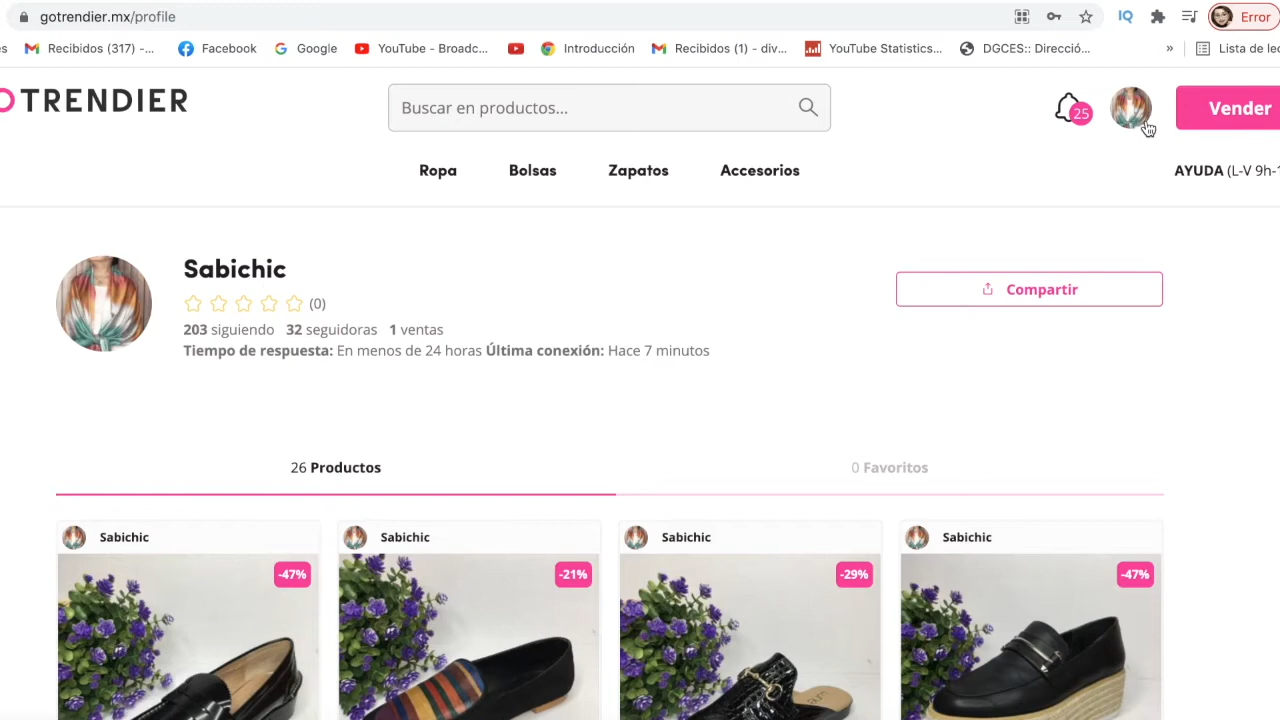 gotrendier.mx/profile
IQ
Error
Recibidos (317) -...
Facebook
Google
YouTube - Broadc...
Introducción
Recibidos (1) - div...
YouTube Statistics...
DGCES:: Direcció...
»
Lista de lec
TRENDIER
Buscar en productos...
25
Vender
Ropa
Bolsas
Zapatos
Accesorios
AYUDA (L-V 9h-1
Sabichic
(0)
203 siguiendo 32 seguidoras 1 ventas
Tiempo de respuesta: En menos de 24 horas Última conexión: Hace 7 minutos
Compartir
26 Productos
0 Favoritos
Sabichic
Sabichic
Sabichic
Sabichic
-47%
-21%
-29%
-47%